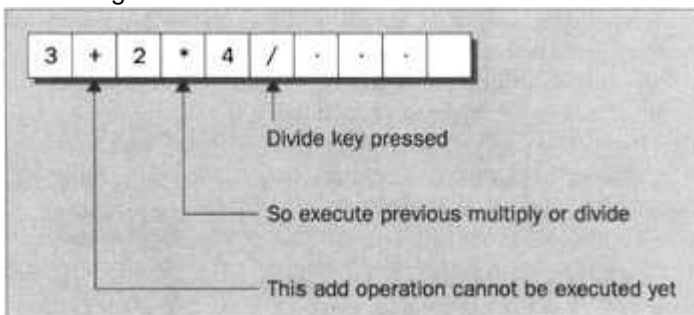 3 + 2 * 4 / . . .
Divide key pressed
So execute previous multiply or divide
This add operation cannot be executed yet